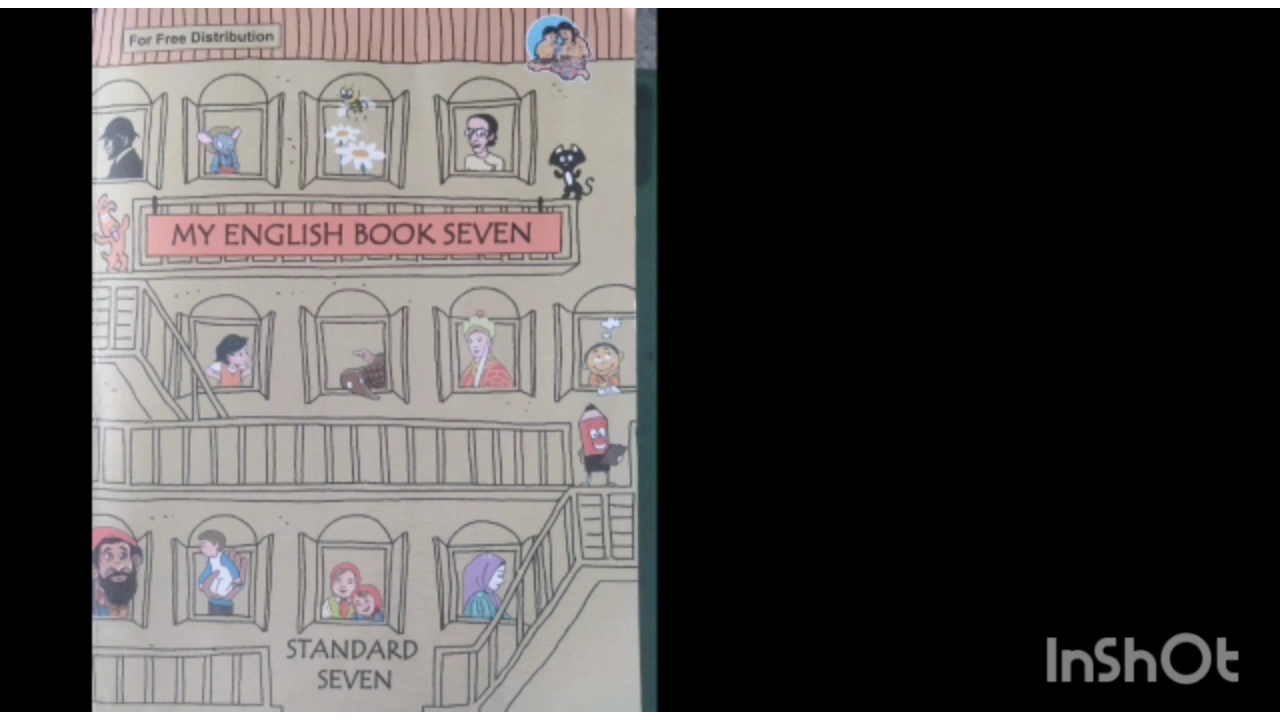 For Free Distribution
MY ENGLISH BOOK SEVEN
STANDARD
SEVEN
InShOt